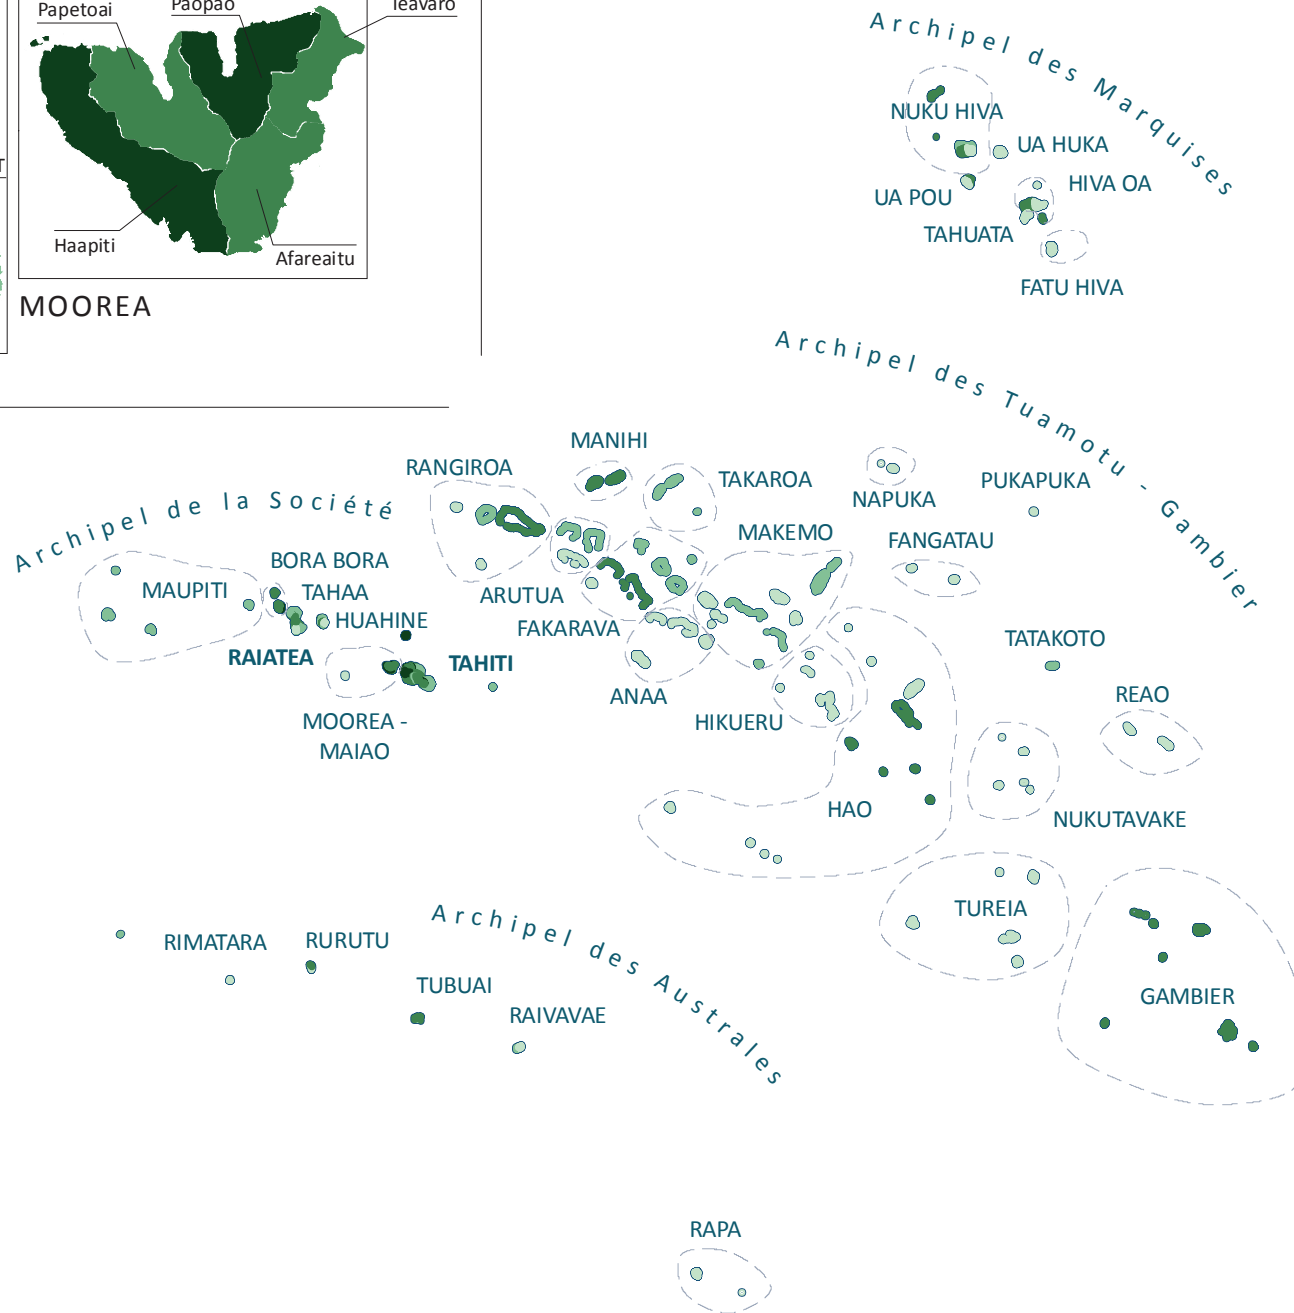 Papetoai
Paopao
Teavaro
Haapiti
Afareaitu
MOOREA
Archipel des Marquises
NUKU HIVA
UA HUKA
UA POU
HIVA OA
TAHUATA
FATU HIVA
Archipel des Tuamotu - Gambier
MANIHI
RANGIROA
TAKAROA
NAPUKA
PUKAPUKA
Archipel de la Société
MAKEMO
FANGATAU
BORA BORA
MAUPITI
TAHAA
ARUTUA
HUAHINE
FAKARAVA
TATAKOTO
RAIATEA
TAHITI
ANAA
REAO
MOOREA -
MAIAO
HIKUERU
HAO
NUKUTAVAKE
Archipel des Australes
TUREIA
RIMATARA
RURUTU
TUBUAI
GAMBIER
RAIVAVAE
RAPA